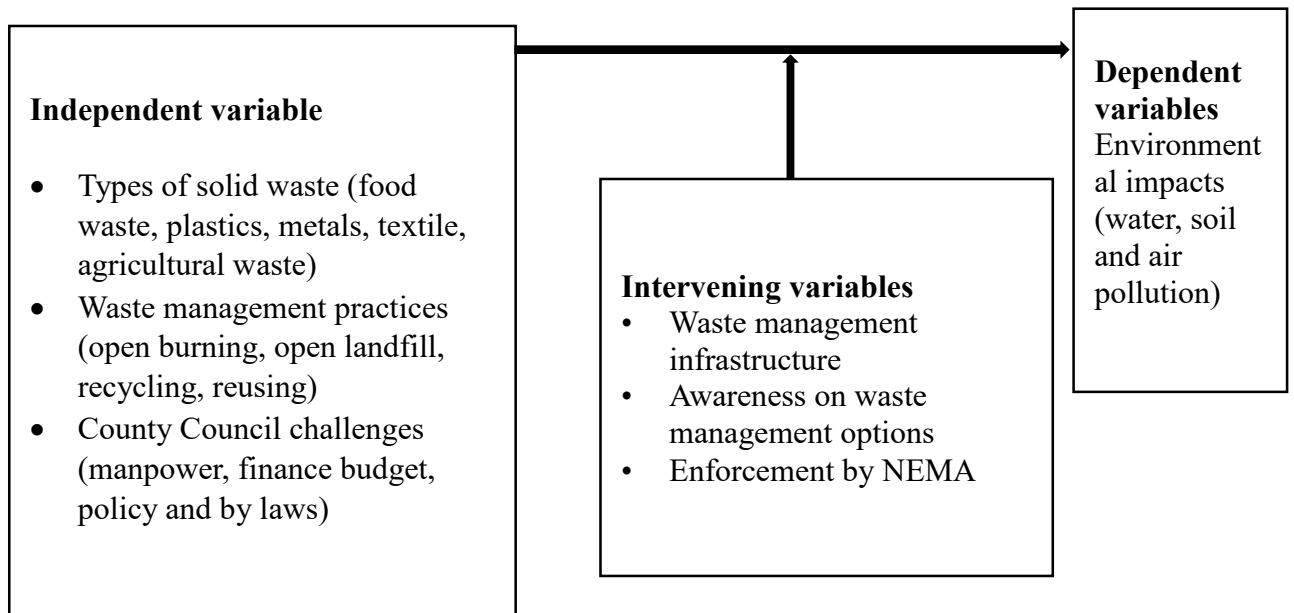 Independent variable
• Types of solid waste (food
waste, plastics, metals, textile,
agricultural waste)
• Waste management practices
(open burning, open landfill,
recycling, reusing)
• County Council challenges
(manpower, finance budget,
policy and by laws)
Intervening variables
• Waste management
infrastructure
• Awareness on waste
management options
• Enforcement by NEMA
Dependent
variables
Environment
al impacts
(water, soil
and air
pollution)